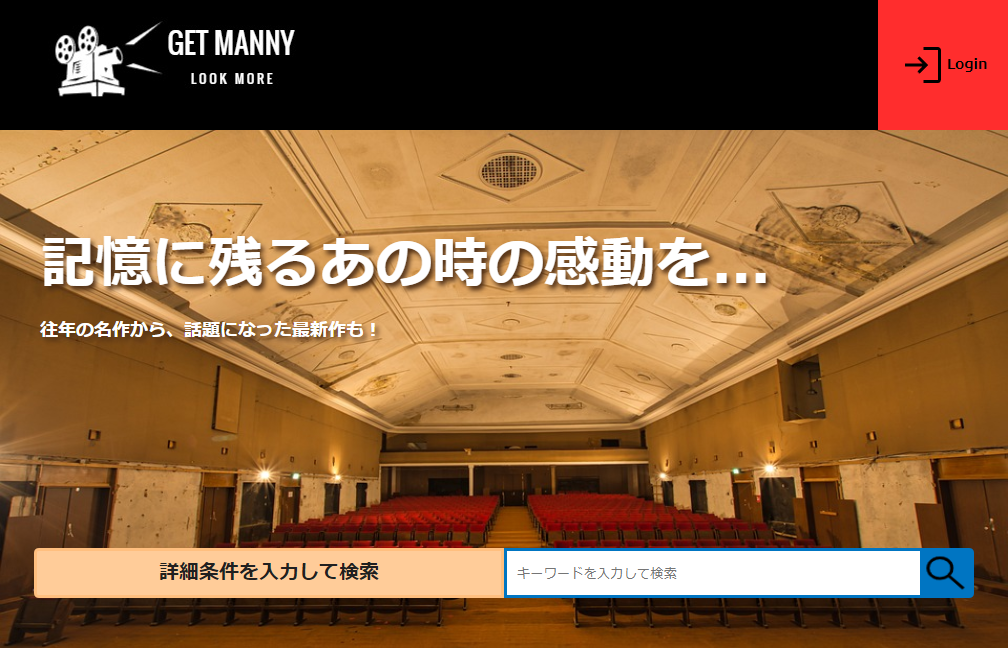 GET MANNY
LOOK MORE
Login
記憶に残るあの時の感動を...
往年の名作から、話題になった最新作も！
詳細条件を入力して検索
キーワードを入力して検索